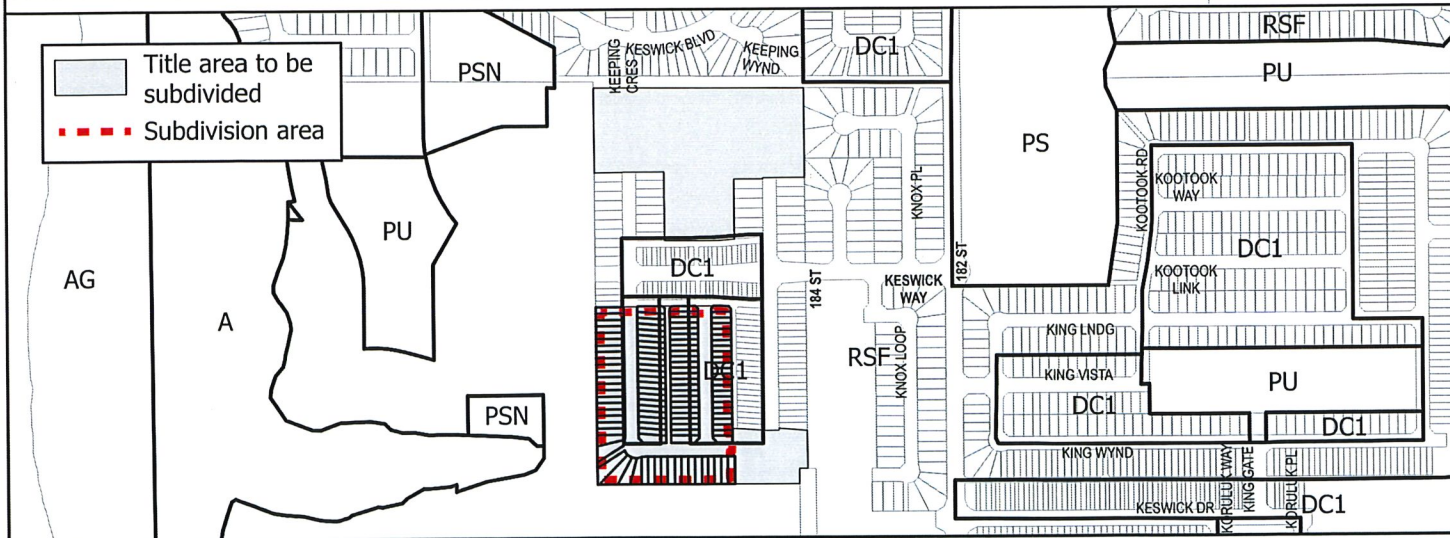 Title area to be
subdivided
Subdivision area
PSN
KEEPING
CRES
KESWICK BLVD
KEEPING
WYND
DC1
RSF
PU
PS
KOOTOOK RD
KOOTOOK
WAY
KNOX PL
PU
AG
A
DC1
184 ST
KESWICK
WAY
182 ST
DC1
KOOTOOK
LINK
KING LNDG
RSF
KNOX LOOP
DC1
KING VISTA
PU
DC1
PSN
DC1
KING WYND
KORULUK WAY
KING GATE
KORULUK PL
KESWICK DR
DC1